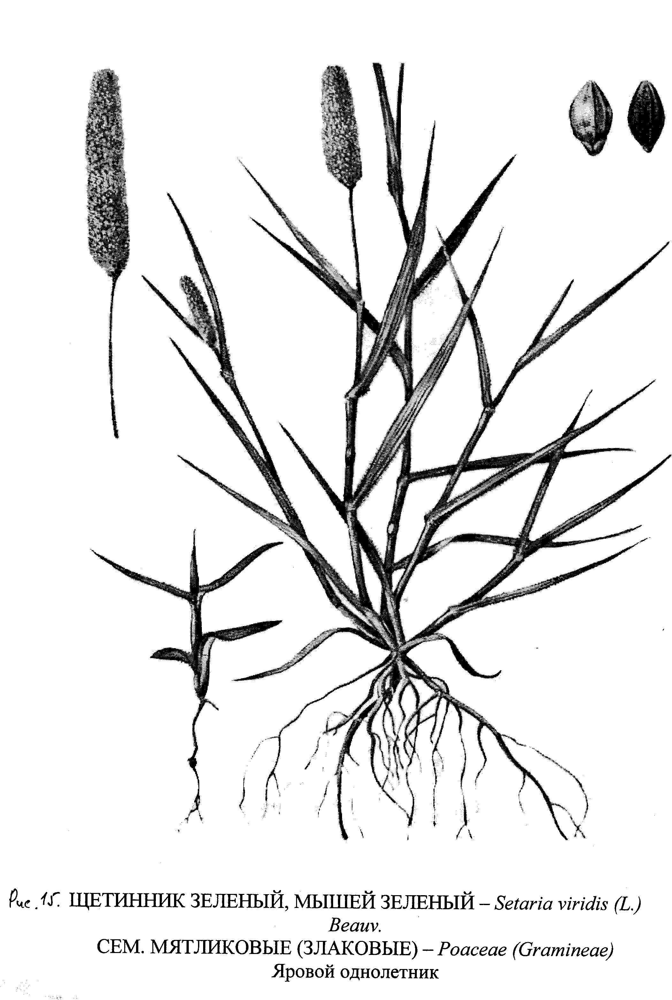 Рис. 15. ЩЕТИННИК ЗЕЛЕНЫЙ, МЫШЕЙ ЗЕЛЕНЫЙ – Setaria viridis (L.)
Beauv.
СЕМ. МЯТЛИКОВЫЕ (ЗЛАКОВЫЕ) – Poaceae (Gramineae)
Яровой однолетник